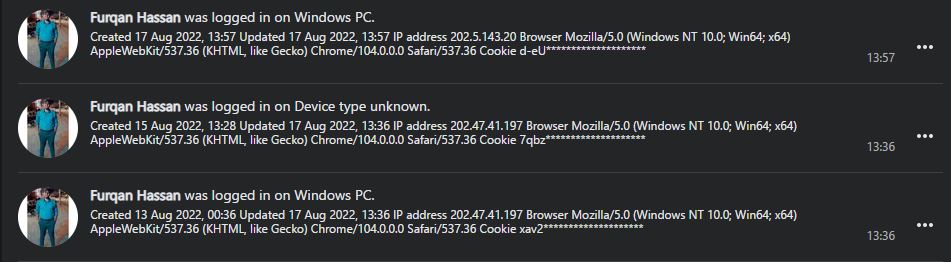 Furqan Hassan was logged in on Windows PC.
Created 17 Aug 2022, 13:57 Updated 17 Aug 2022, 13:57 IP address 202.5.143.20 Browser Mozilla/5.0 (Windows NT 10.0; Win64; x64)
AppleWebKit/537.36 (KHTML, like Gecko) Chrome/104.0.0.0 Safari/537.36 Cookie d-eU********************
13:57
Furqan Hassan was logged in on Device type unknown.
Created 15 Aug 2022, 13:28 Updated 17 Aug 2022, 13:36 IP address 202.47.41.197 Browser Mozilla/5.0 (Windows NT 10.0; Win64; x64)
AppleWebKit/537.36 (KHTML, like Gecko) Chrome/104.0.0.0 Safari/537.36 Cookie 7qbz********************
13:36
Furqan Hassan was logged in on Windows PC.
Created 13 Aug 2022, 00:36 Updated 17 Aug 2022, 13:36 IP address 202.47.41.197 Browser Mozilla/5.0 (Windows NT 10.0; Win64; x64)
AppleWebKit/537.36 (KHTML, like Gecko) Chrome/104.0.0.0 Safari/537.36 Cookie xav2********************
13:36